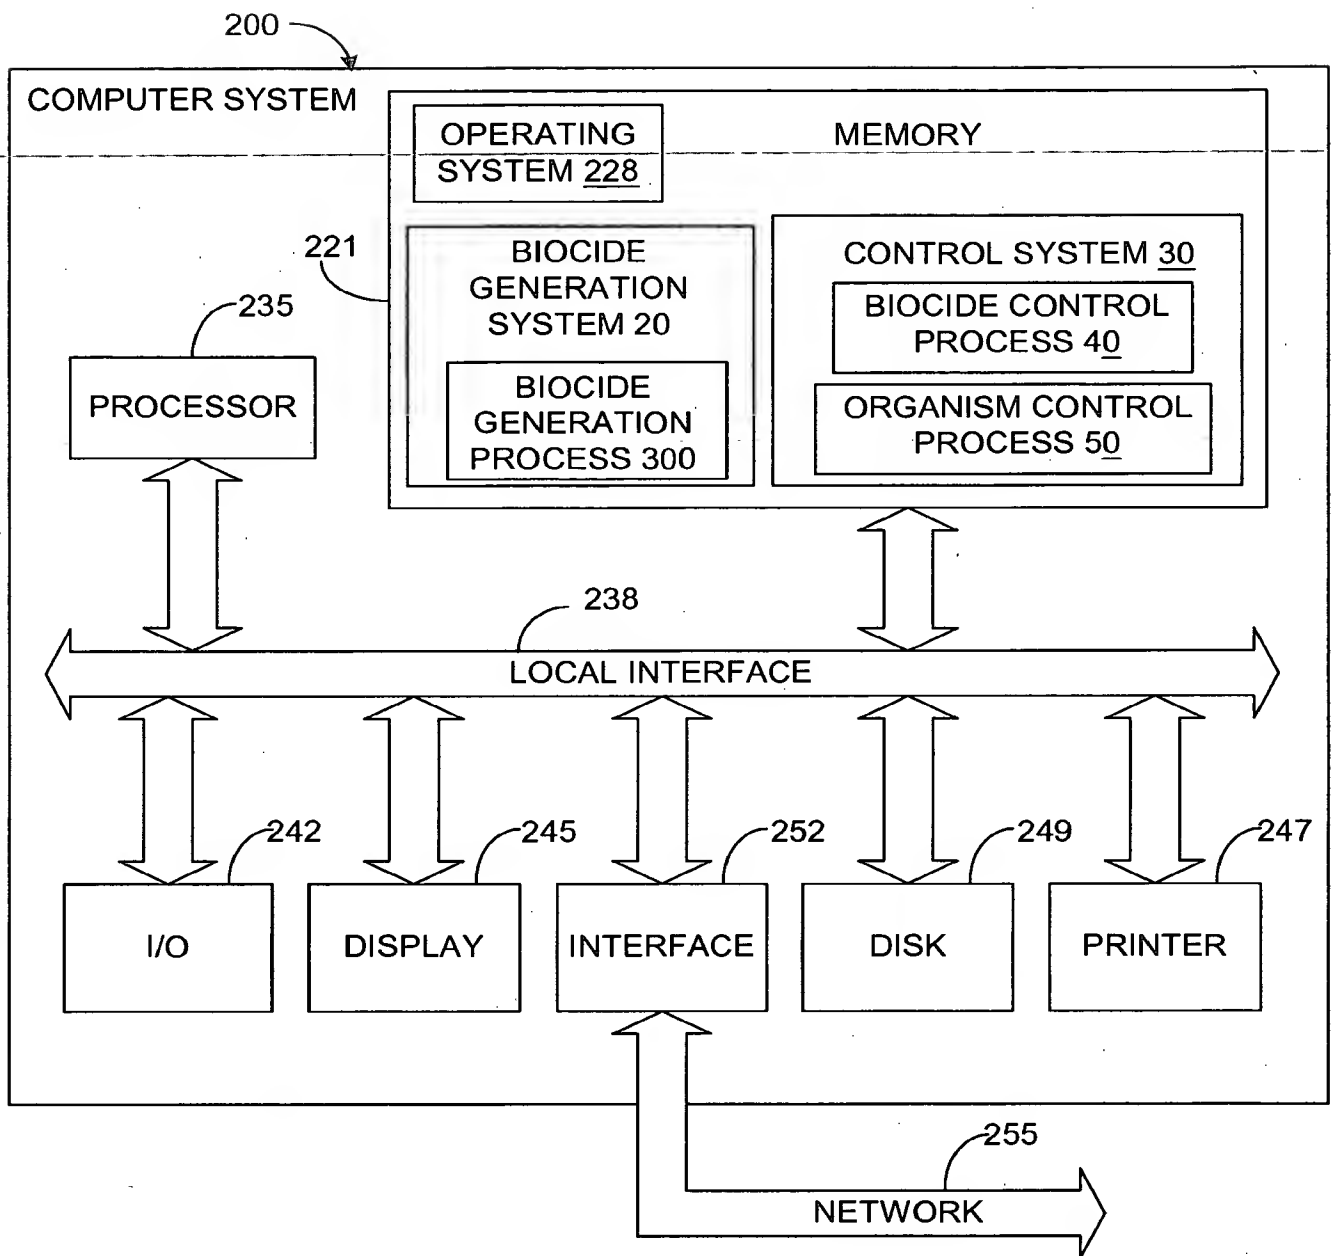 200
COMPUTER SYSTEM
OPERATING
SYSTEM 228
MEMORY
221
BIOCIDE
GENERATION
SYSTEM 20
BIOCIDE
GENERATION
PROCESS 300
CONTROL SYSTEM 30
BIOCIDE CONTROL
PROCESS 40
ORGANISM CONTROL
PROCESS 50
235
PROCESSOR
238
LOCAL INTERFACE
242
245
252
249
247
I/O
DISPLAY
INTERFACE
DISK
PRINTER
255
NETWORK